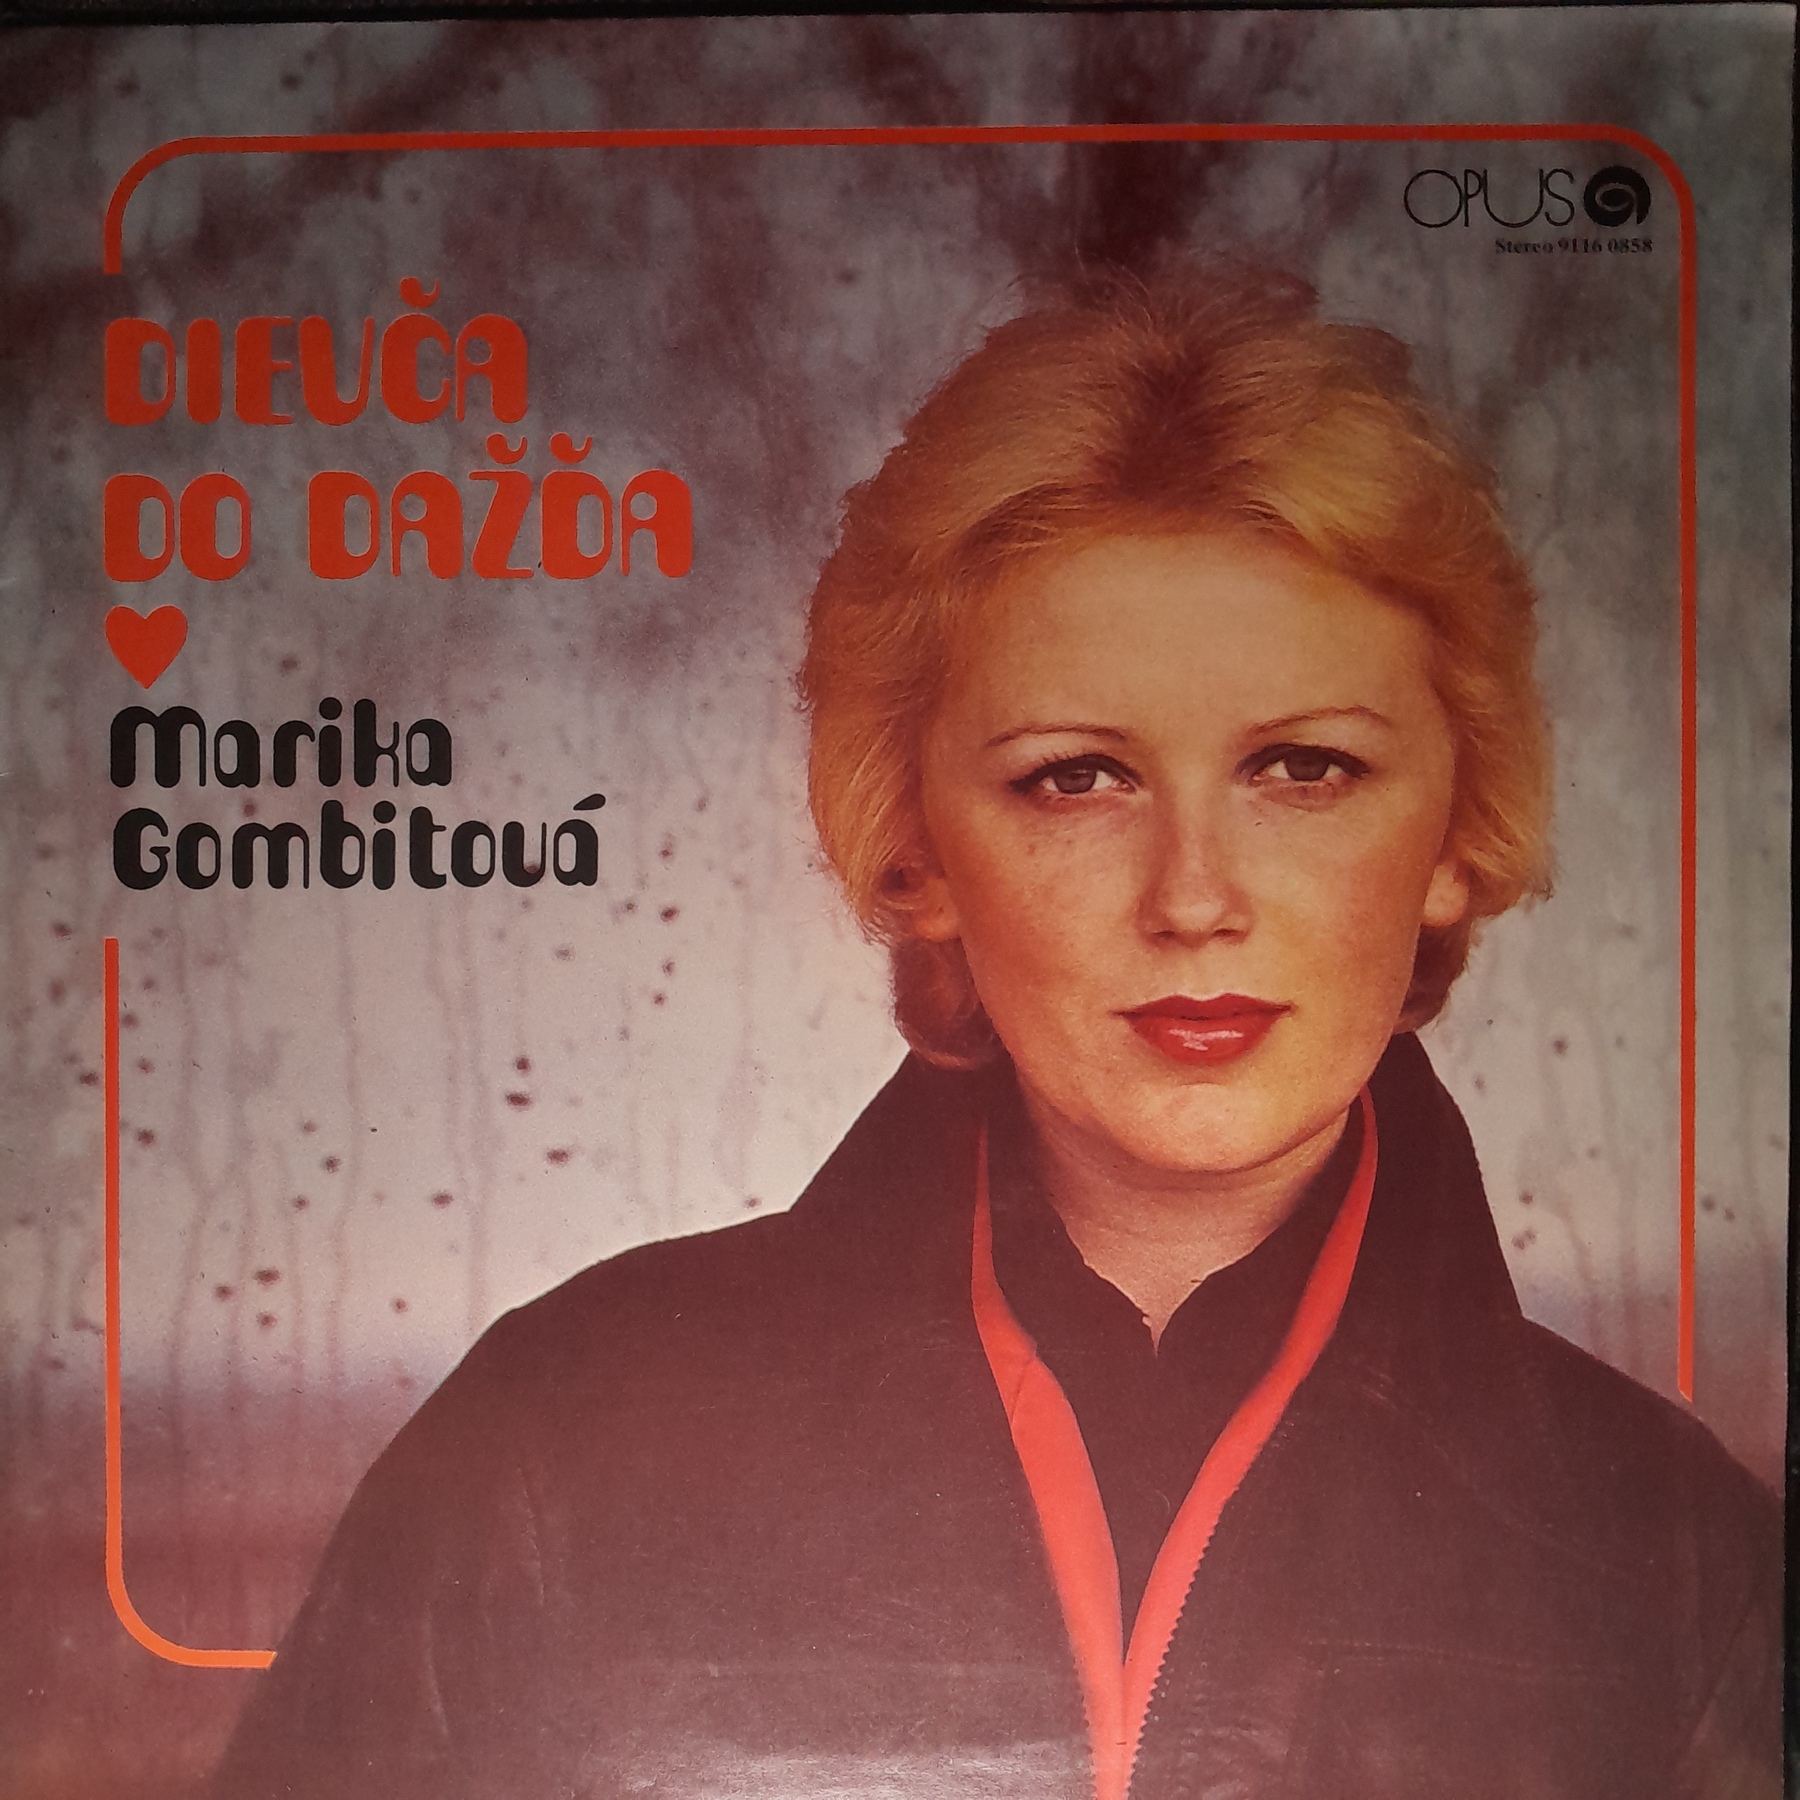 OPUS
Stereo 9116 0858
DIEVČA
DO DAŽĎA
Marika
Gombitová